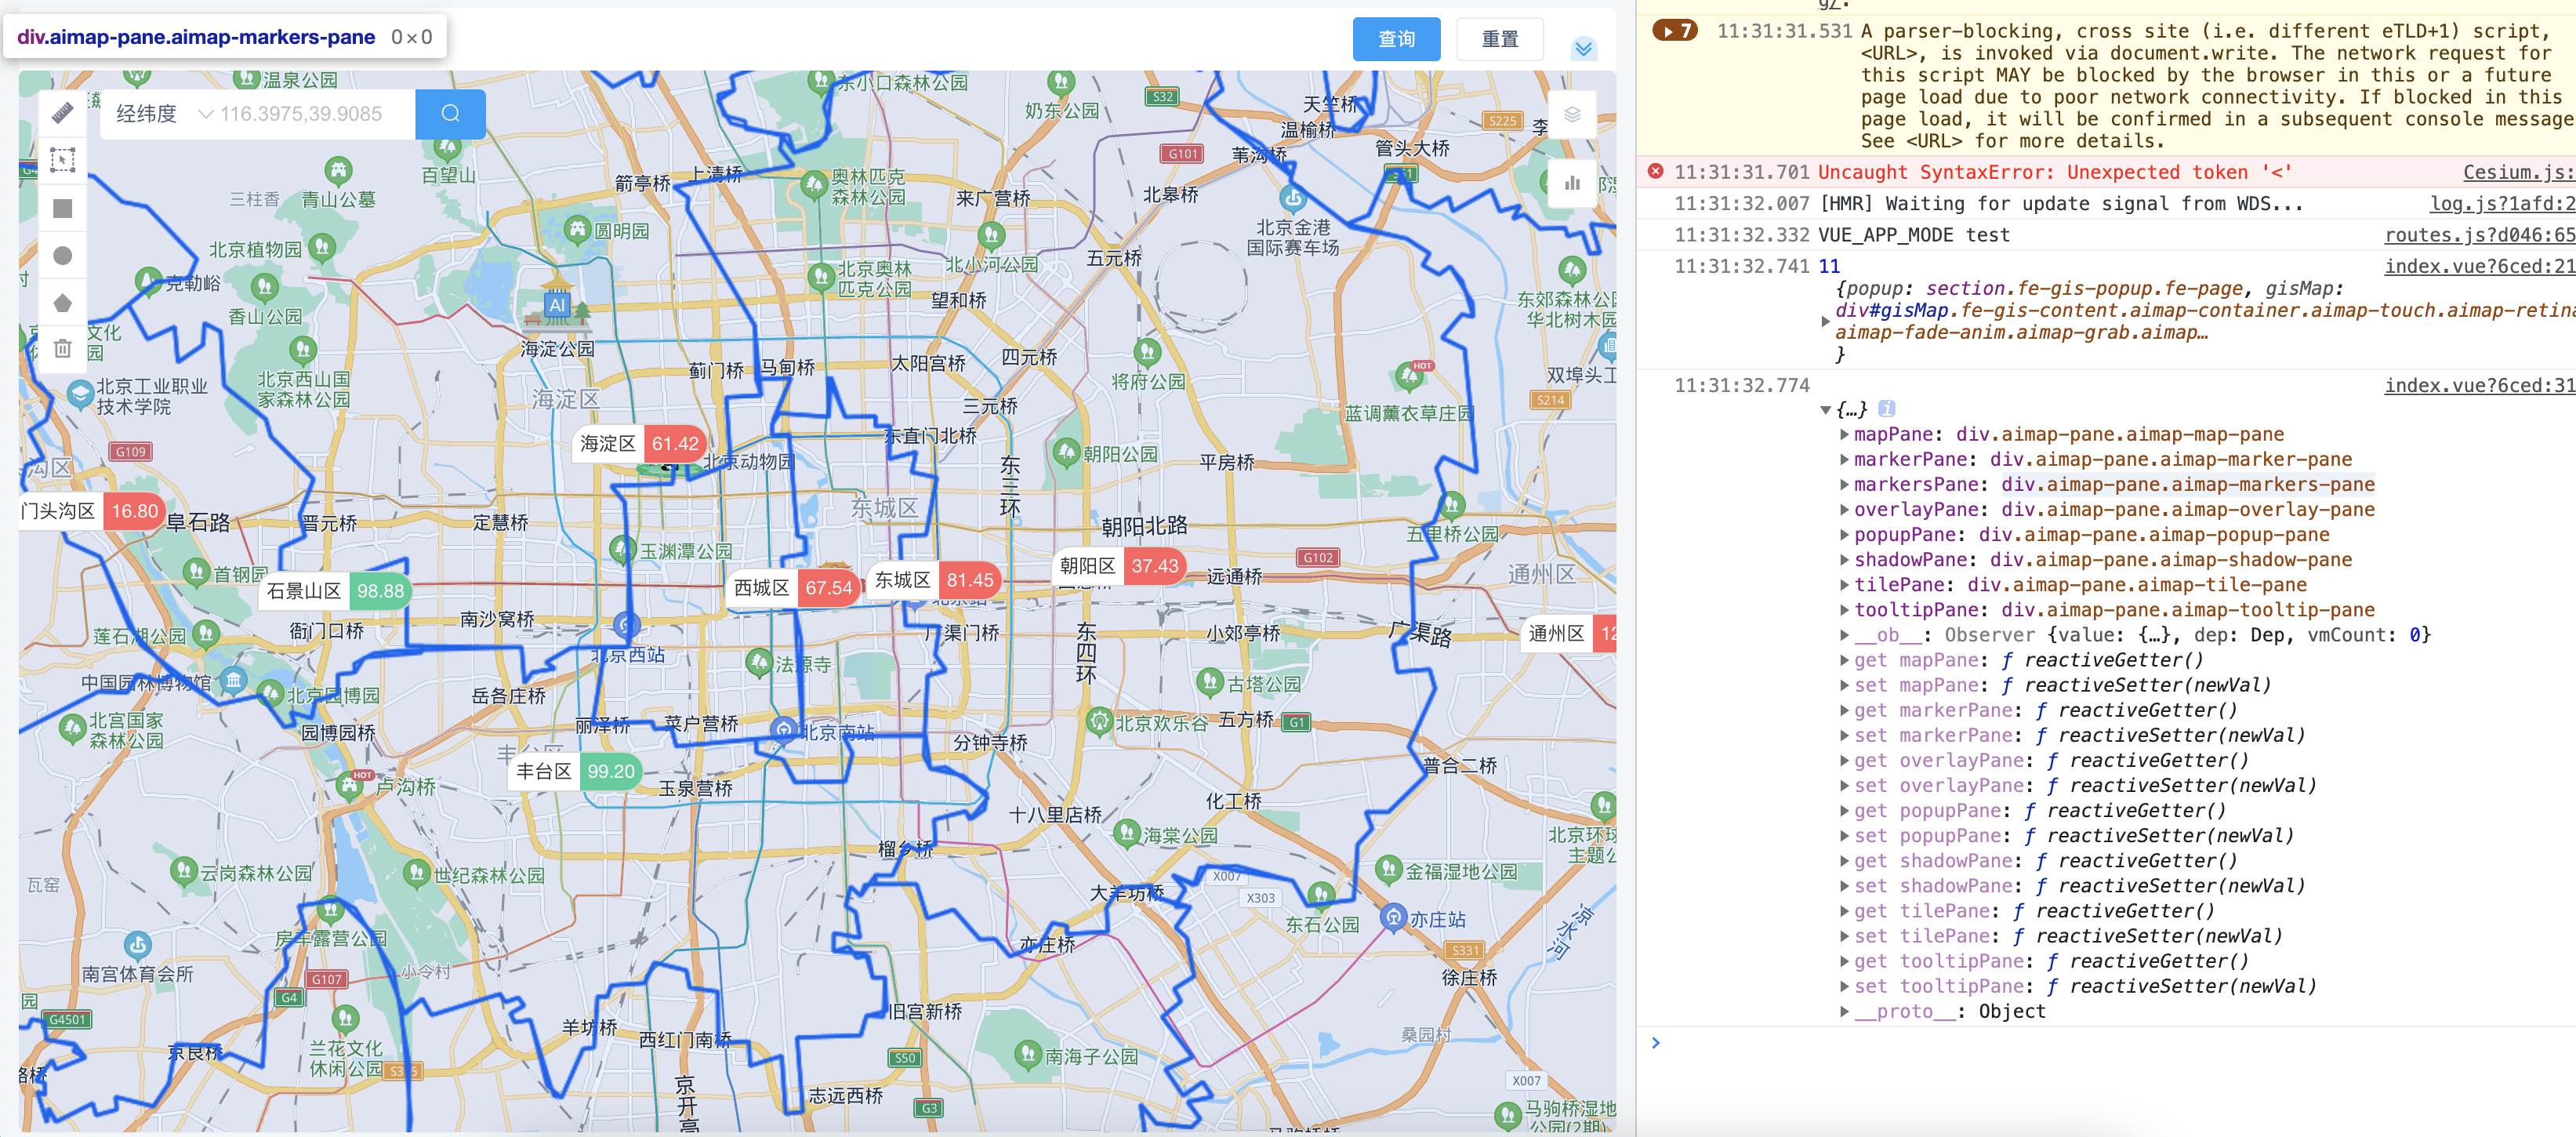 div.aimap-pane.aimap-markers-pane 0×0
查询
重置
经纬度
116.3975,39.9085
温泉公园
东小口森林公园
奶东公园
S32
天竺桥
温榆桥
S225
李
苇沟桥
管头大桥
G101
百望山
箭亭桥
上清桥
奥林匹克
森林公园
来广营桥
北皋桥
三柱香
青山公墓
圆明园
北京金港
国际赛车场
北京植物园
北小河公园
五元桥
克勒峪
北京奥林
匹克公园
望和桥
香山公园
AI
东郊森林公园
华北树木园
文化
园
海淀公园
太阳宫桥
四元桥
北京西山国
家森林公园
蓟门桥
马甸桥
将府公园
HOT
双埠头工
北京工业职业
技术学院
海淀区
三元桥
蓝调薰衣草庄园
S214
海淀区 61.42
东直门北桥
G109
沟区
北京动物园
东三环
朝阳公园
平房桥
门头沟区 16.80
阜石路
晋元桥
定慧桥
东城区
朝阳北路
五里桥公园
玉渊潭公园
G102
首钢园
石景山区 98.88
西城区 67.54
东城区 81.45
朝阳区 37.43
远通桥
通州区
莲石湖公园
衙门口桥
南沙窝桥
广渠门桥
东四环
小郊亭桥
广渠路
通州区 12
北京西站
法源寺
中国园林博物馆
北京园博园
岳各庄桥
古塔公园
北宫国家
森林公园
园博园桥
丽泽桥
菜户营桥
北京南站
北京欢乐谷
五方桥
G1
分钟寺桥
丰台区
丰台区 99.20
HOT
卢沟桥
玉泉营桥
普合二桥
化工桥
十八里店桥
海棠公园
北京环球
主题公
榴乡桥
云岗森林公园
世纪森林公园
瓦窑
大羊坊桥
X007
X303
金福湿地公园
东石公园
亦庄站
凉水河
房车露营公园
亦庄桥
S331
南宫体育会所
G107
小令村
徐庄桥
园
G4
G4501
旧宫新桥
羊坊桥
西红门南桥
京良桥
兰花文化
休闲公园
S50
南海子公园
桑园村
路桥
京开高
志远西桥
G3
X007
马驹桥湿地
公园(2期)
7
11:31:31.531 A parser-blocking, cross site (i.e. different eTLD+1) script,
<URL>, is invoked via document.write. The network request for
this script MAY be blocked by the browser in this or a future
page load due to poor network connectivity. If blocked in this
page load, it will be confirmed in a subsequent console message
See <URL> for more details.
11:31:31.701 Uncaught SyntaxError: Unexpected token '<' Cesium.js:
11:31:32.007 [HMR] Waiting for update signal from WDS... log.js?1afd:2
11:31:32.332 VUE_APP_MODE test routes.js?d046:65
11:31:32.741 11 index.vue?6ced:21
{popup: section.fe-gis-popup.fe-page, gisMap:
div#gisMap.fe-gis-content.aimap-container.aimap-touch.aimap-retina
aimap-fade-anim.aimap-grab.aimap…
}
11:31:32.774 index.vue?6ced:31
{…} i
mapPane: div.aimap-pane.aimap-map-pane
markerPane: div.aimap-pane.aimap-marker-pane
markersPane: div.aimap-pane.aimap-markers-pane
overlayPane: div.aimap-pane.aimap-overlay-pane
popupPane: div.aimap-pane.aimap-popup-pane
shadowPane: div.aimap-pane.aimap-shadow-pane
tilePane: div.aimap-pane.aimap-tile-pane
tooltipPane: div.aimap-pane.aimap-tooltip-pane
__ob__: Observer {value: {…}, dep: Dep, vmCount: 0}
get mapPane: ƒ reactiveGetter()
set mapPane: ƒ reactiveSetter(newVal)
get markerPane: ƒ reactiveGetter()
set markerPane: ƒ reactiveSetter(newVal)
get overlayPane: ƒ reactiveGetter()
set overlayPane: ƒ reactiveSetter(newVal)
get popupPane: ƒ reactiveGetter()
set popupPane: ƒ reactiveSetter(newVal)
get shadowPane: ƒ reactiveGetter()
set shadowPane: ƒ reactiveSetter(newVal)
get tilePane: ƒ reactiveGetter()
set tilePane: ƒ reactiveSetter(newVal)
get tooltipPane: ƒ reactiveGetter()
set tooltipPane: ƒ reactiveSetter(newVal)
__proto__: Object